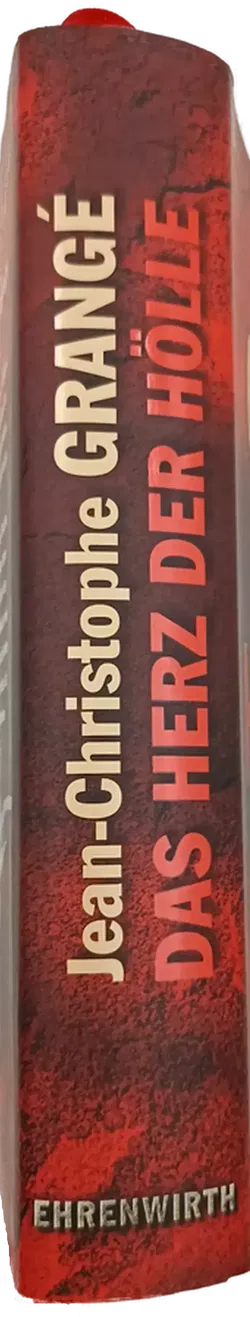 Jean-Christophe GRANGÉ
DAS HERZ DER HÖLLE
EHRENWIRTH